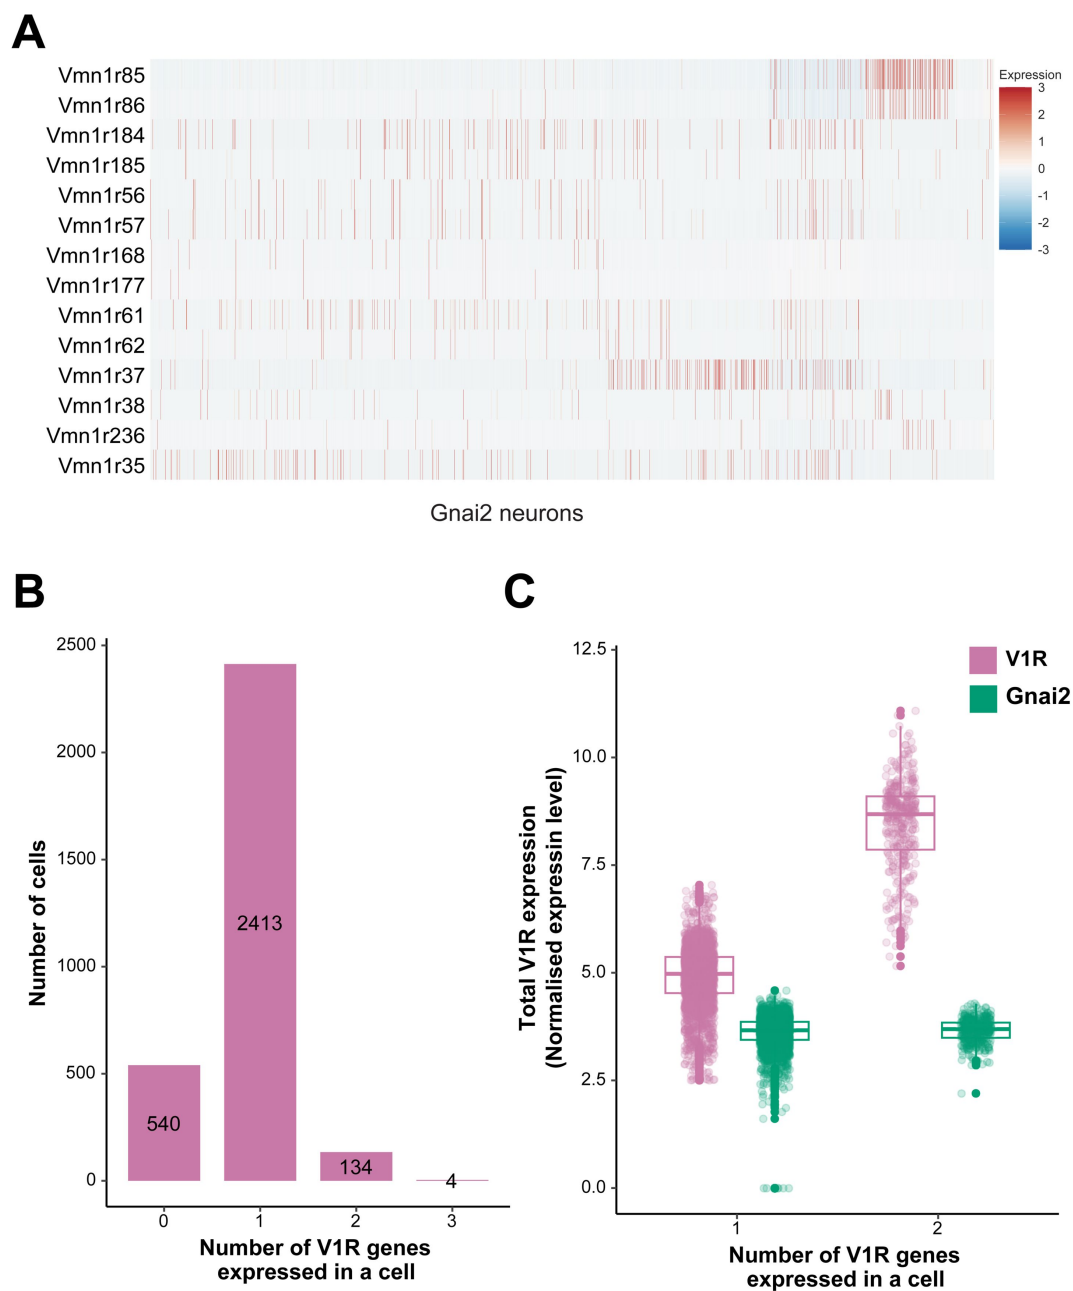 A
Vmn1r85
Vmn1r86
Vmn1r184
Vmn1r185
Vmn1r56
Vmn1r57
Vmn1r168
Vmn1r177
Vmn1r61
Vmn1r62
Vmn1r37
Vmn1r38
Vmn1r236
Vmn1r35
Expression
3
2
1
0
-1
-2
-3
Gnai2 neurons
B
Number of cells
2500
2000
1500
1000
500
0
540
2413
134
4
0
1
2
3
Number of V1R genes
expressed in a cell
C
Total V1R expression
(Normalised expressin level)
12.5
10.0
7.5
5.0
2.5
0.0
V1R
Gnai2
1
2
Number of V1R genes
expressed in a cell